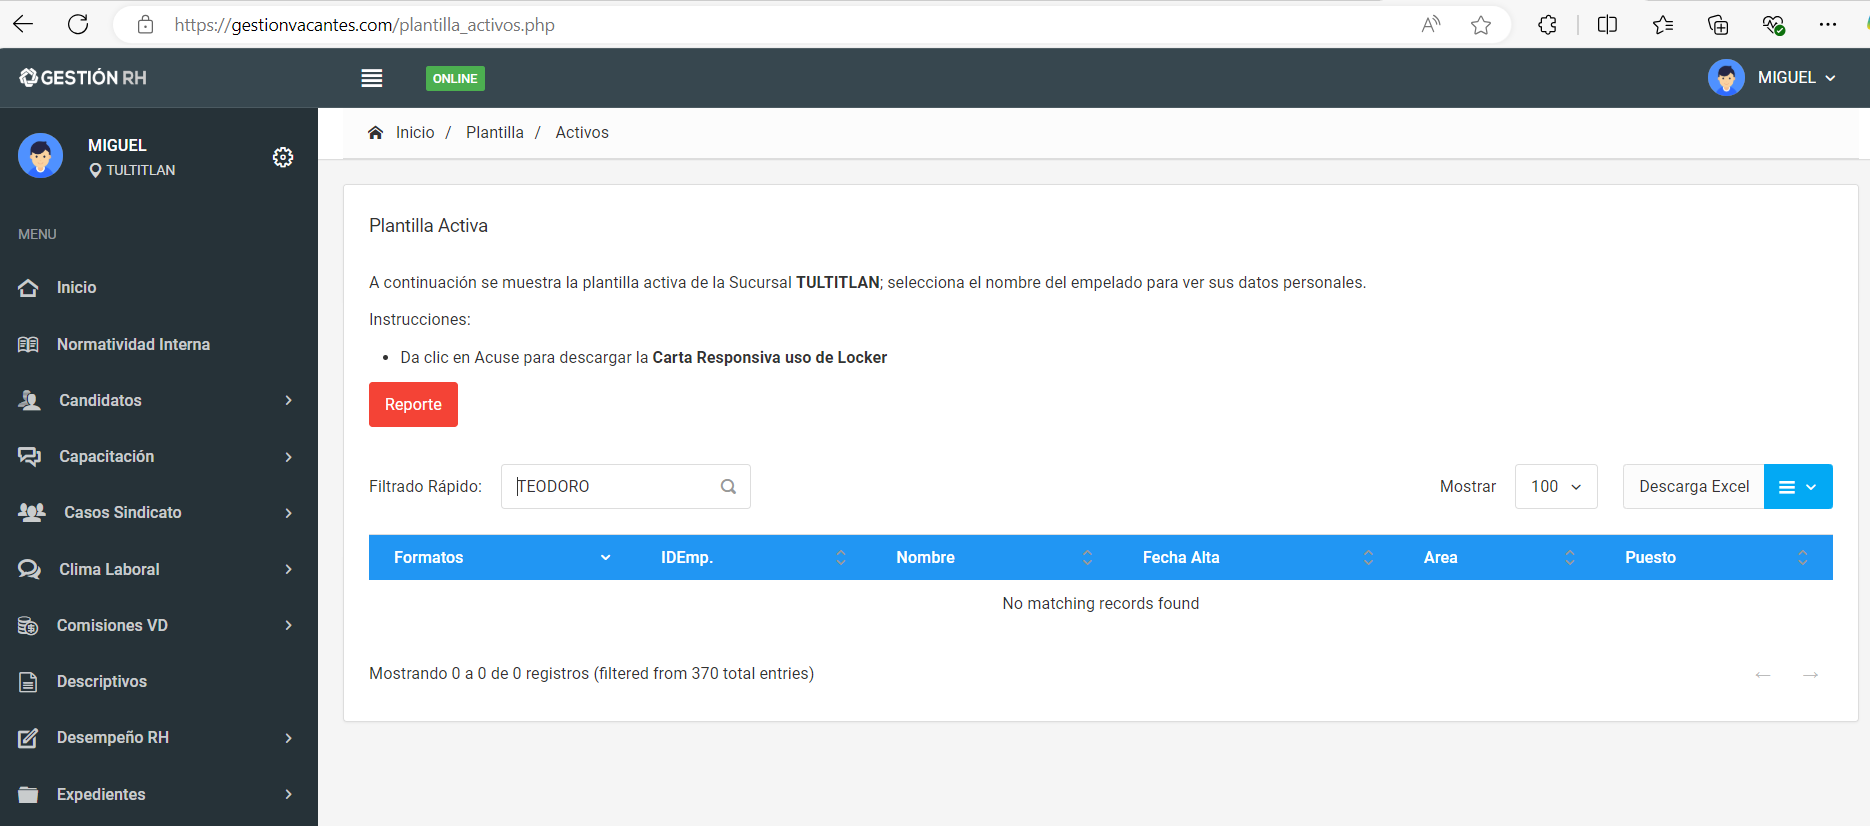 https://gestionvacantes.com/plantilla_activos.php
GESTIÓN RH
ONLINE
MIGUEL
MIGUEL
TULTITLAN
MENU
Inicio
Normatividad Interna
Candidatos
Capacitación
Casos Sindicato
Clima Laboral
Comisiones VD
Descriptivos
Desempeño RH
Expedientes
Inicio / Plantilla / Activos
Plantilla Activa
A continuación se muestra la plantilla activa de la Sucursal TULTITLAN; selecciona el nombre del empelado para ver sus datos personales.
Instrucciones:
• Da clic en Acuse para descargar la Carta Responsiva uso de Locker
Reporte
Filtrado Rápido: TEODORO Mostrar 100 Descarga Excel
Formatos IDEmp. Nombre Fecha Alta Area Puesto
No matching records found
Mostrando 0 a 0 de 0 registros (filtered from 370 total entries)
← →